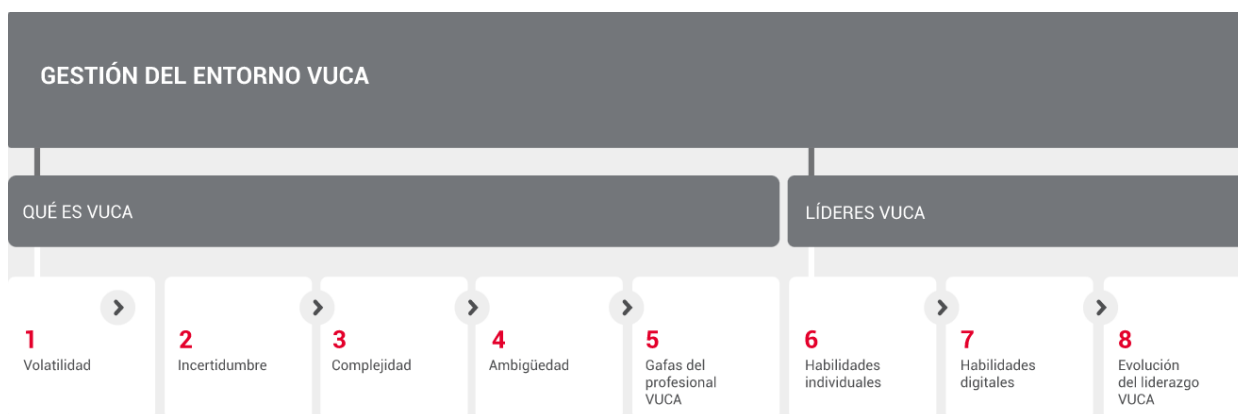 GESTIÓN DEL ENTORNO VUCA
QUÉ ES VUCA
LÍDERES VUCA
1
Volatilidad
2
Incertidumbre
3
Complejidad
4
Ambigüedad
5
Gafas del
profesional
VUCA
6
Habilidades
individuales
7
Habilidades
digitales
8
Evolución
del liderazgo
VUCA